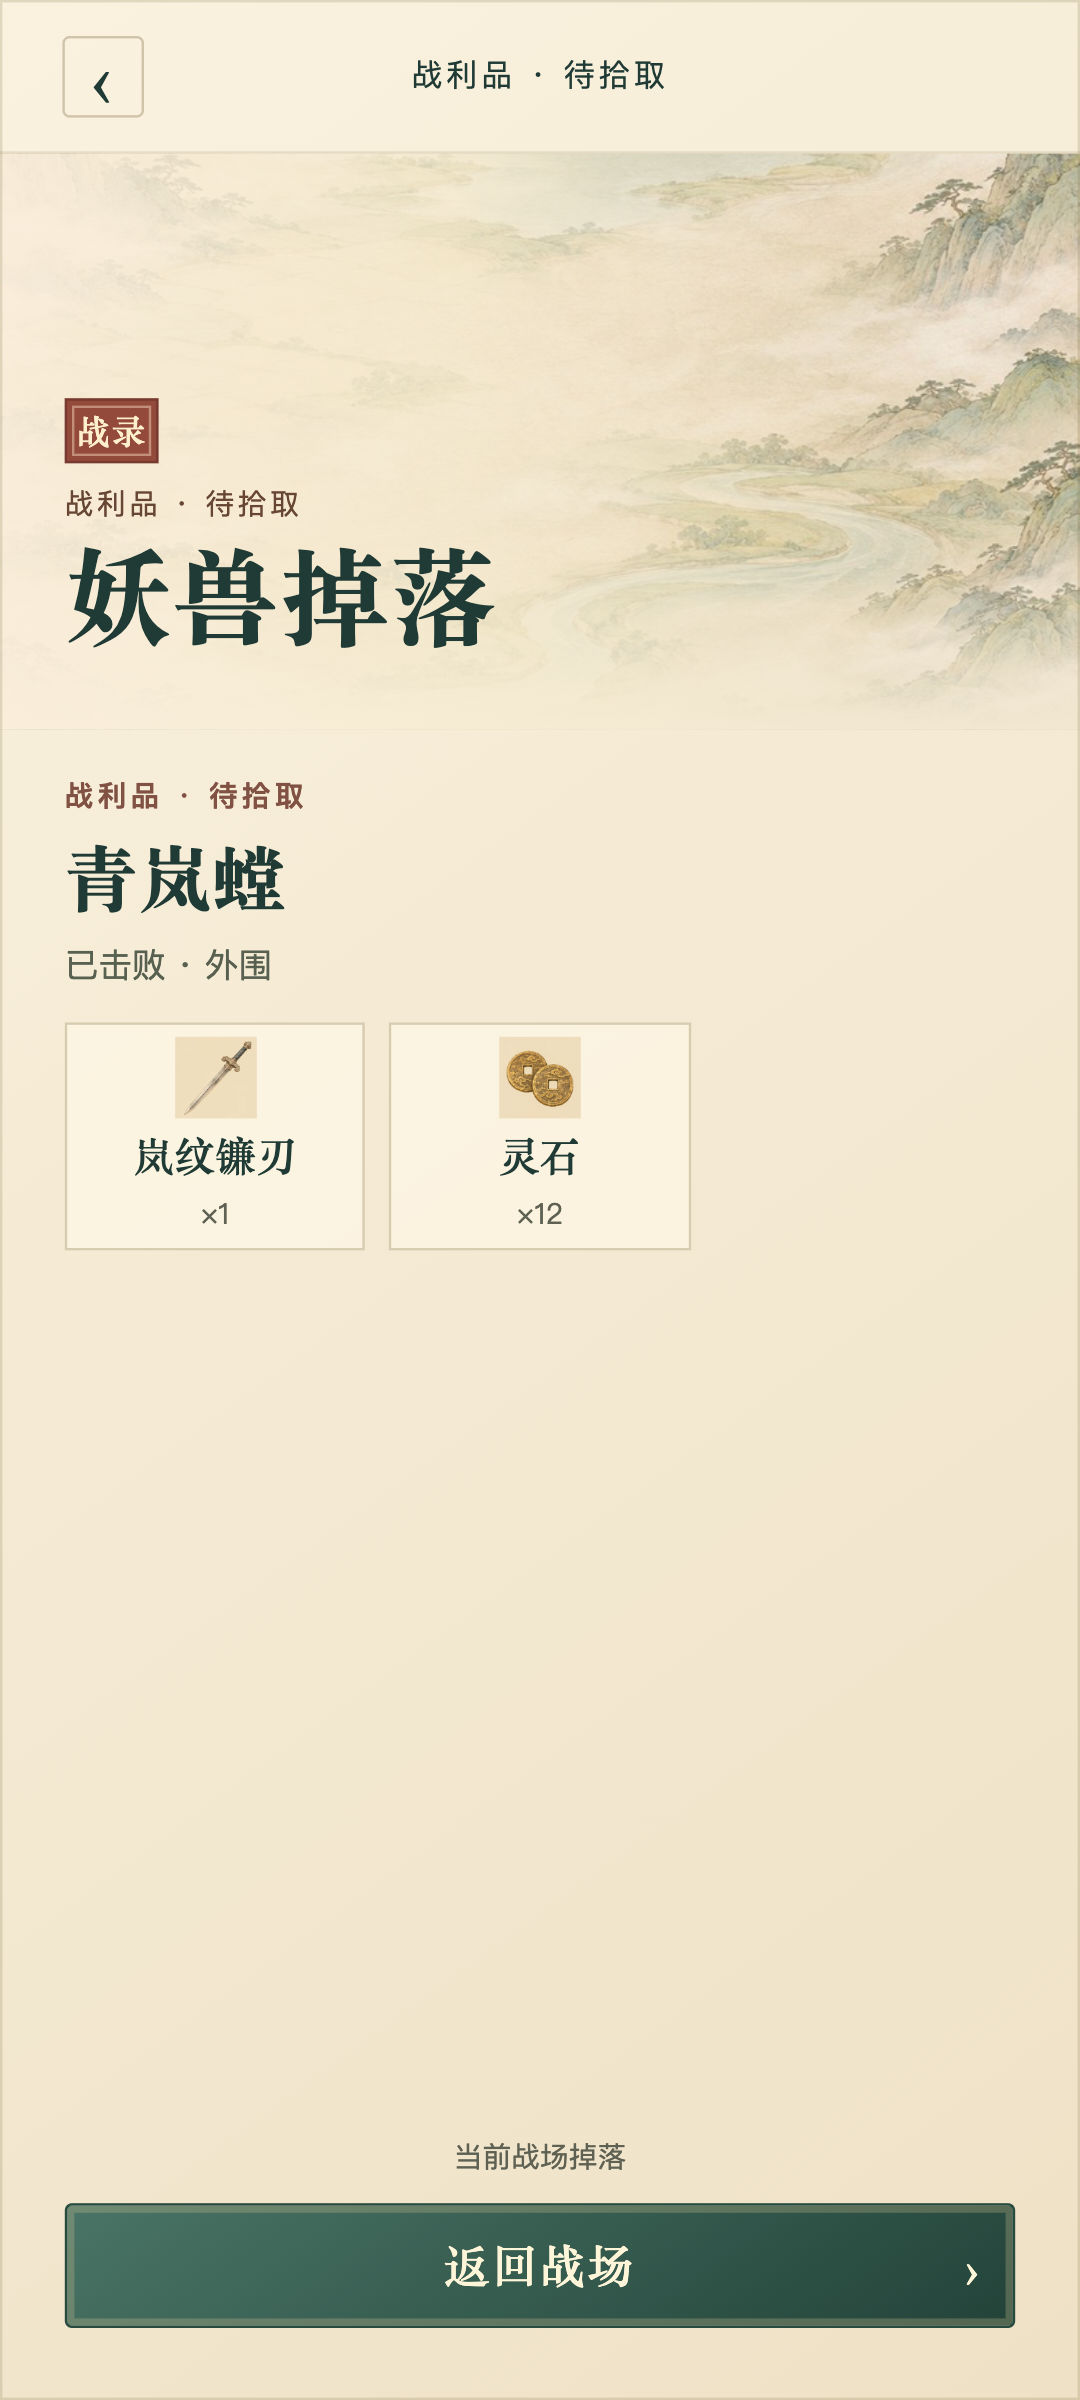 战利品 · 待拾取
战录
战利品 · 待拾取
妖兽掉落
战利品 · 待拾取
青岚螳
已击败 · 外围
岚纹镰刃
×1
灵石
×12
当前战场掉落
返回战场